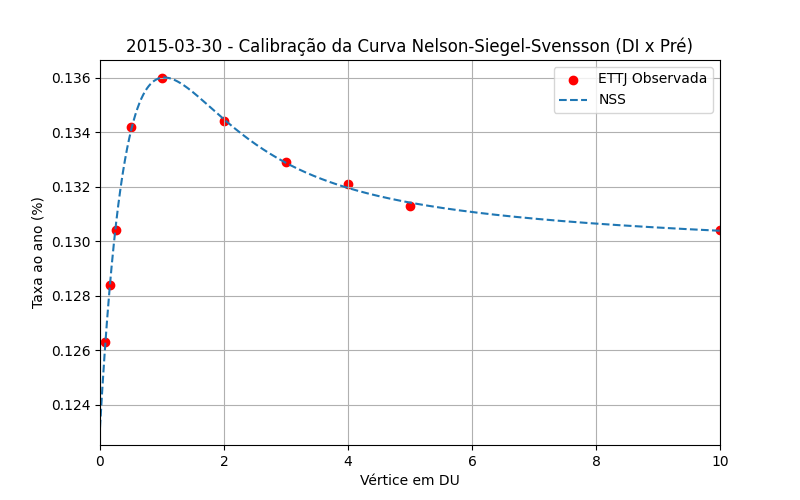 2015-03-30 - Calibração da Curva Nelson-Siegel-Svensson (DI x Pré)
ETTJ Observada
NSS
Taxa ao ano (%)
0.136
0.134
0.132
0.130
0.128
0.126
0.124
0 2 4 6 8 10
Vértice em DU